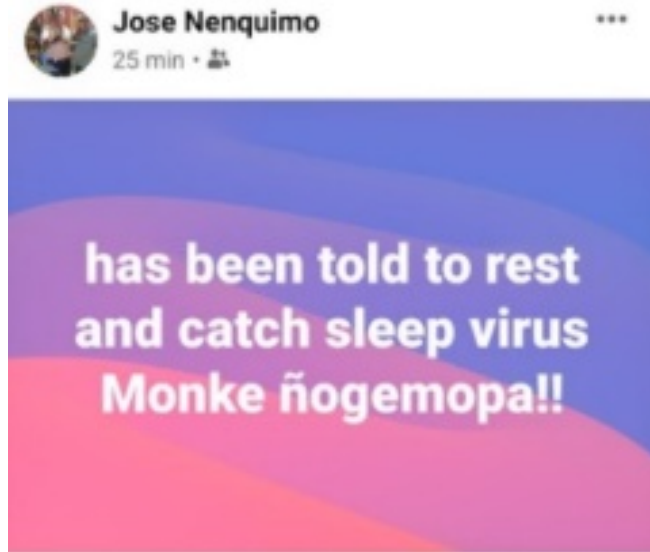 Jose Nenquimo
25 min
has been told to rest
and catch sleep virus
Monke ñogemopa!!